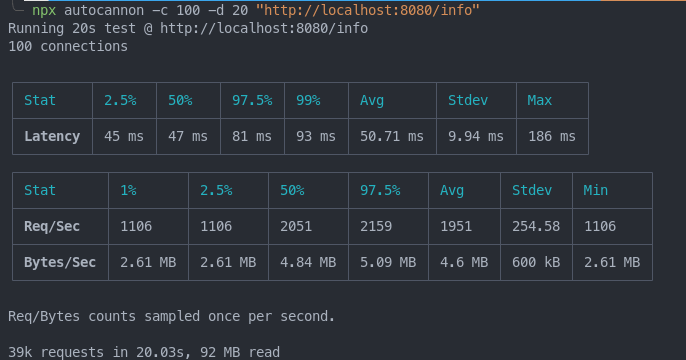 npx autocannon -c 100 -d 20 "http://localhost:8080/info"
Running 20s test @ http://localhost:8080/info
100 connections
Stat 2.5% 50% 97.5% 99% Avg Stdev Max
Latency 45 ms 47 ms 81 ms 93 ms 50.71 ms 9.94 ms 186 ms
Stat 1% 2.5% 50% 97.5% Avg Stdev Min
Req/Sec 1106 1106 2051 2159 1951 254.58 1106
Bytes/Sec 2.61 MB 2.61 MB 4.84 MB 5.09 MB 4.6 MB 600 kB 2.61 MB
Req/Bytes counts sampled once per second.
39k requests in 20.03s, 92 MB read